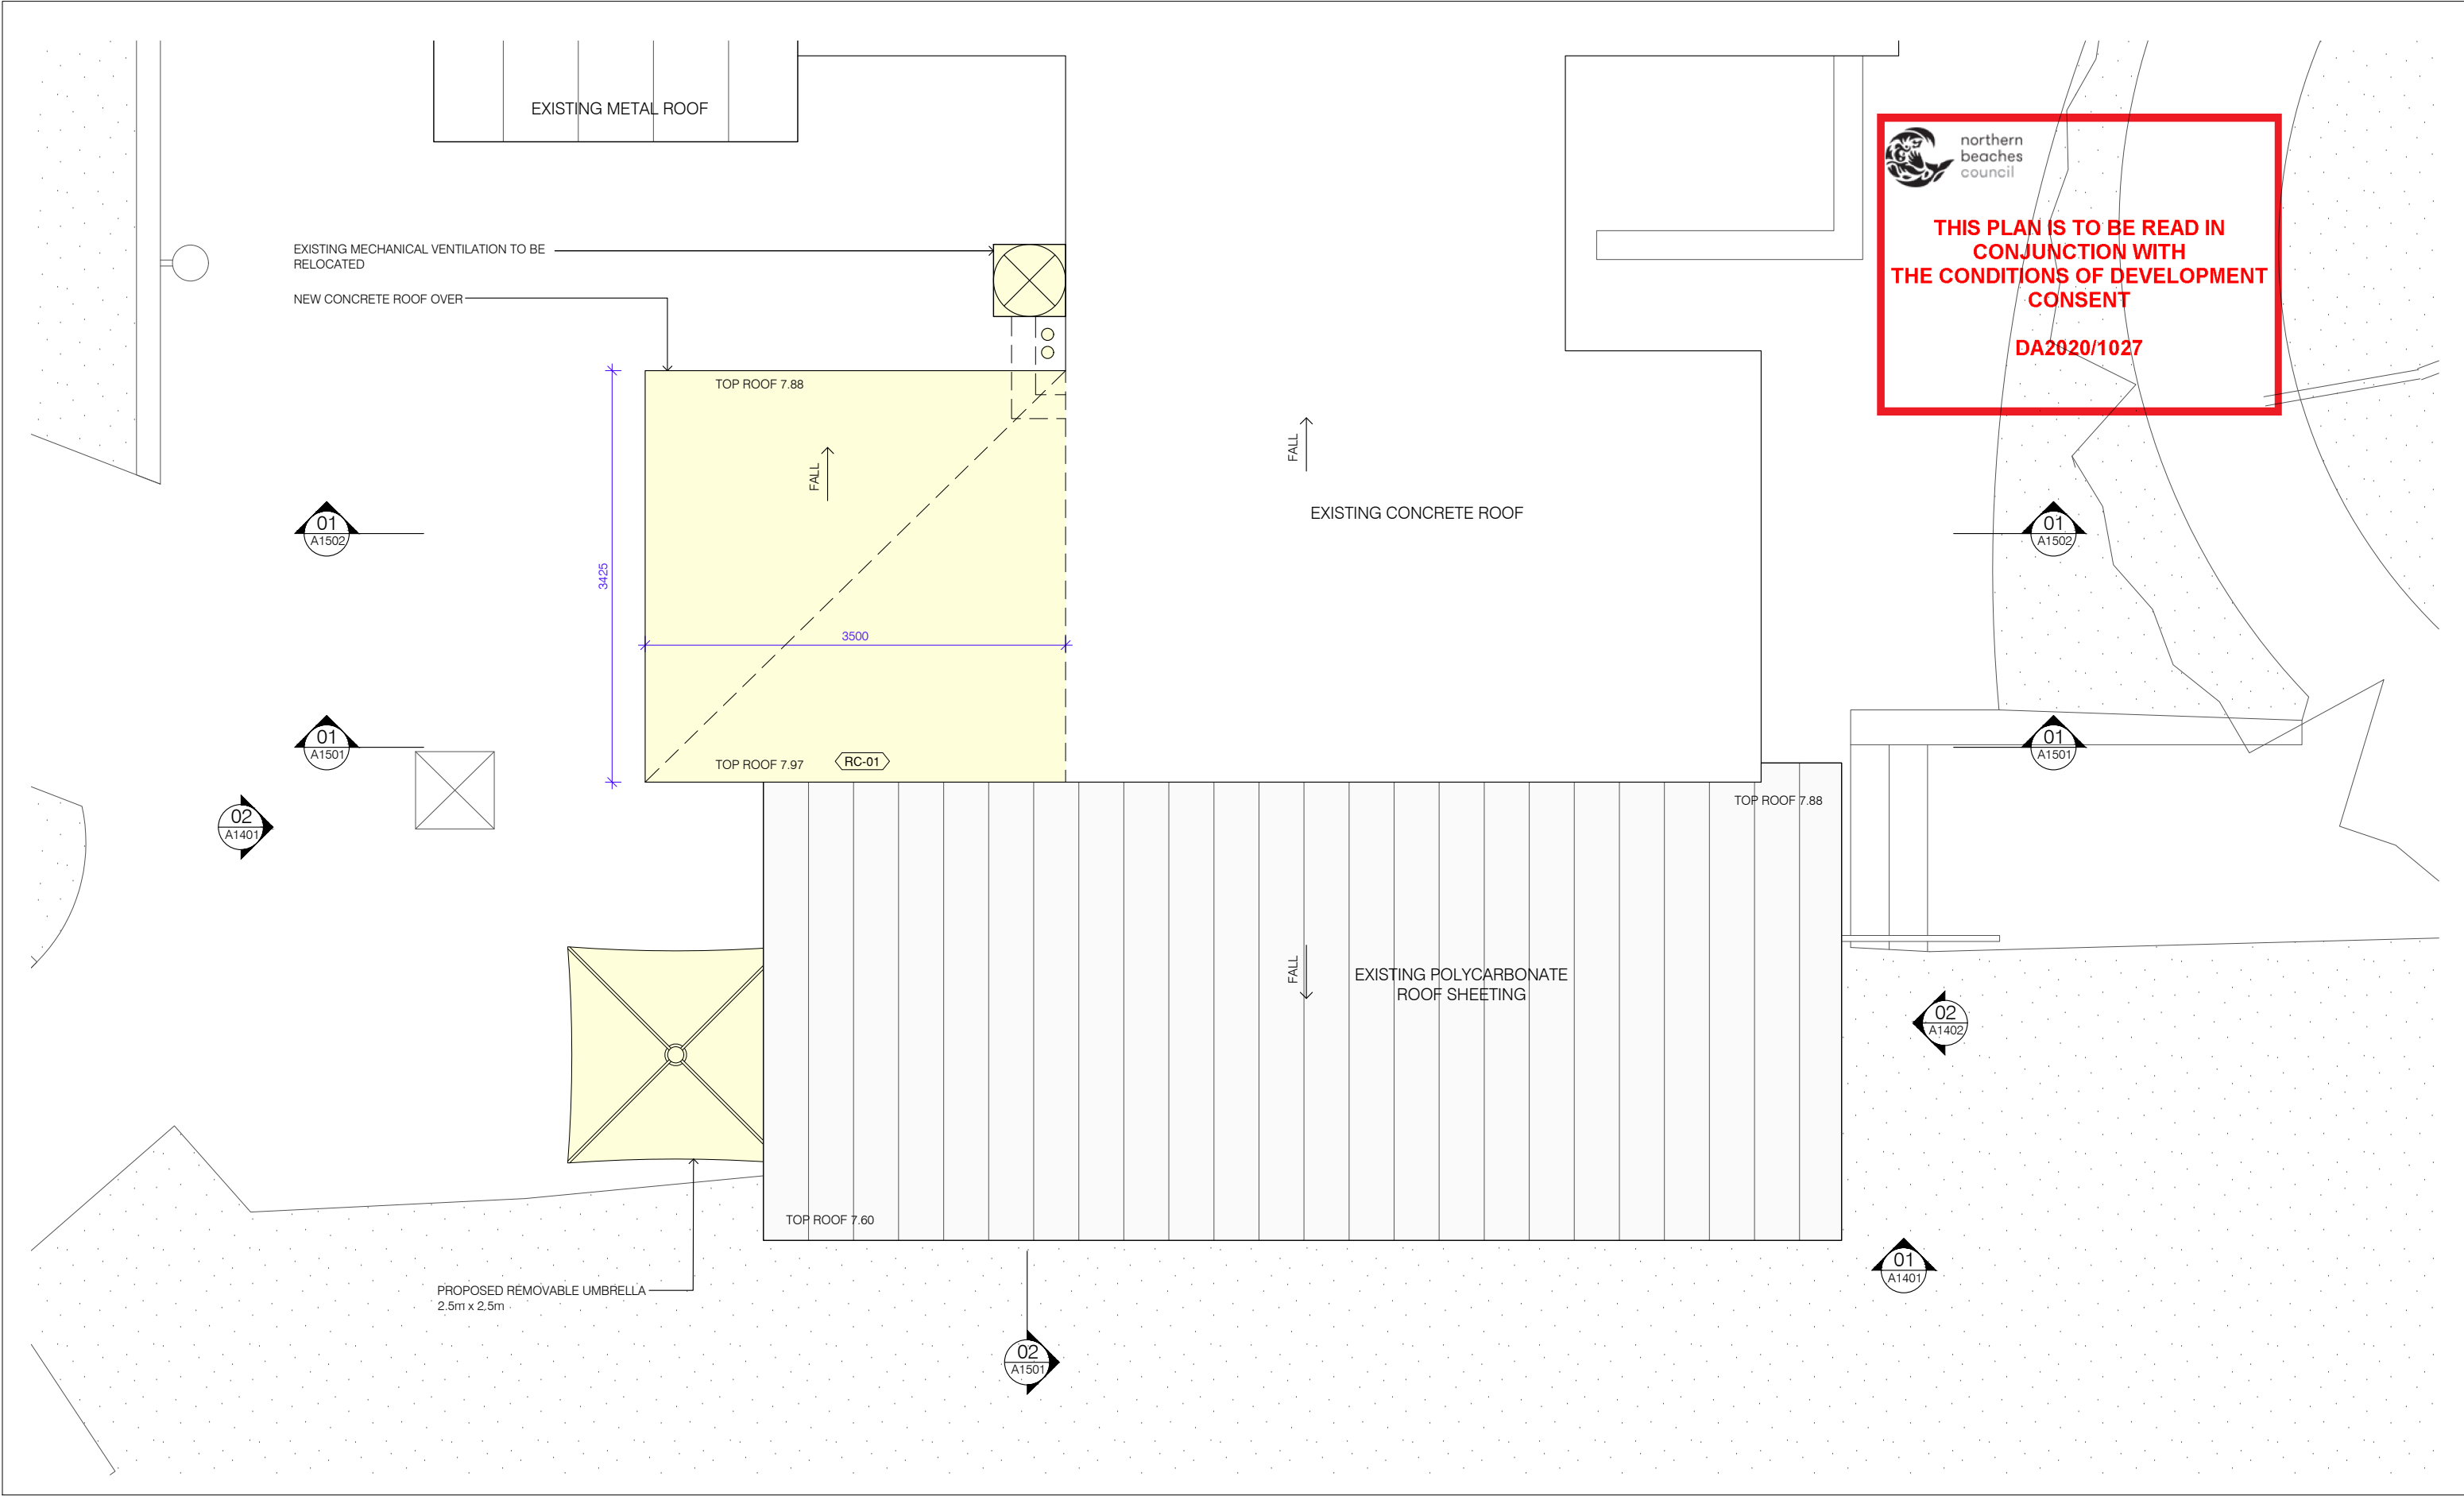 EXISTING METAL ROOF
northern
beaches
council
THIS PLAN IS TO BE READ IN
CONJUNCTION WITH
THE CONDITIONS OF DEVELOPMENT
CONSENT
DA2020/1027
EXISTING MECHANICAL VENTILATION TO BE
RELOCATED
NEW CONCRETE ROOF OVER
TOP ROOF 7.88
FALL
FALL
EXISTING CONCRETE ROOF
01
A1502
01
A1502
3425
3500
01
A1501
TOP ROOF 7.97
RC-01
01
A1501
TOP ROOF 7.88
02
A1401
FALL
EXISTING POLYCARBONATE
ROOF SHEETING
02
A1402
TOP ROOF 7.60
PROPOSED REMOVABLE UMBRELLA
2.5m x 2.5m
01
A1401
02
A1501